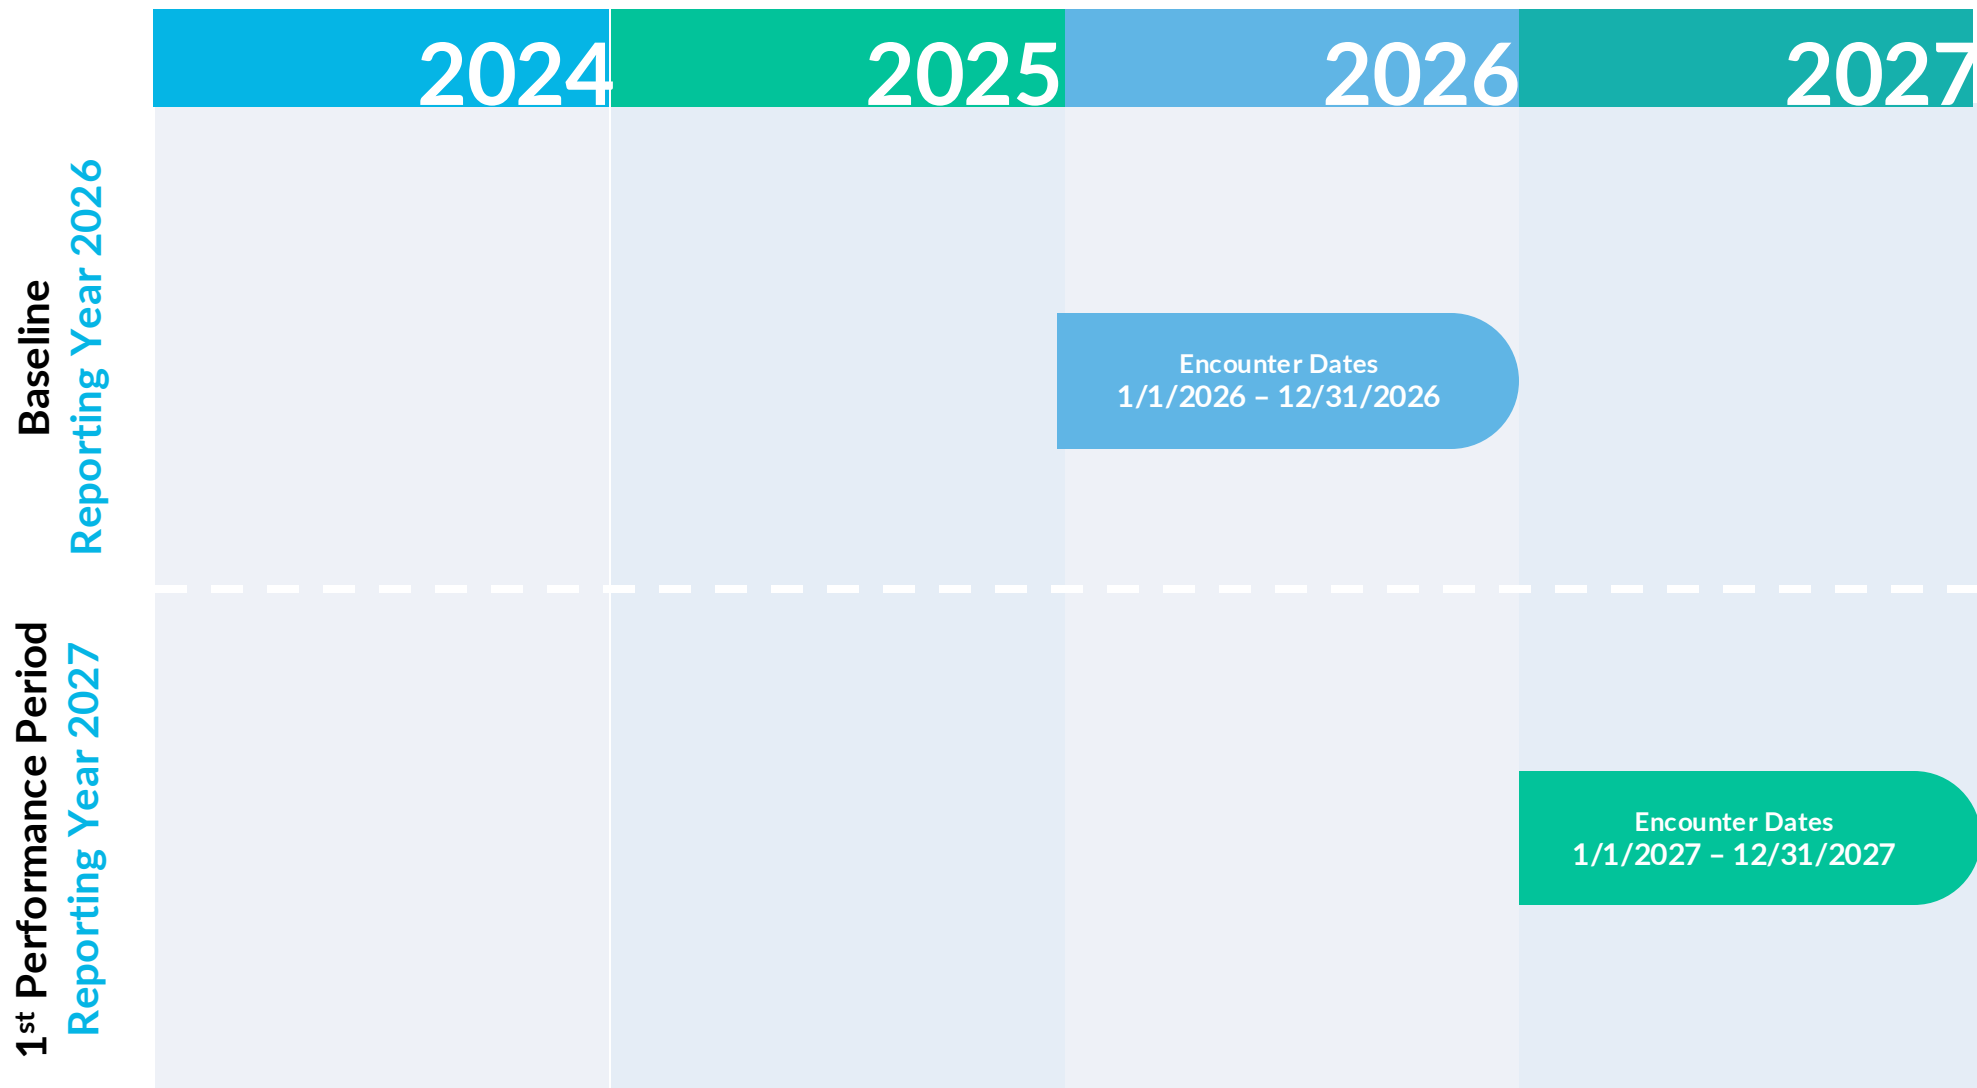 2024
2025
2026
2027
Baseline
Reporting Year 2026
Encounter Dates
1/1/2026 – 12/31/2026
1st Performance Period
Reporting Year 2027
Encounter Dates
1/1/2027 – 12/31/2027